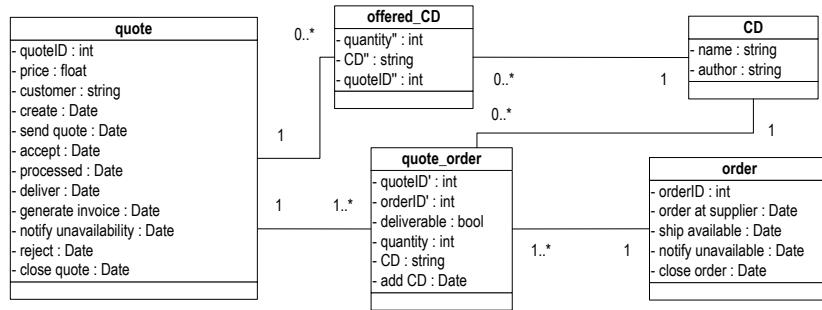 quote
- quoteID : int
- price : float
- customer : string
- create : Date
- send quote : Date
- accept : Date
- processed : Date
- deliver : Date
- generate invoice : Date
- notify unavailability : Date
- reject : Date
- close quote : Date
0..*
1
1
1..*
offered_CD
- quantity'' : int
- CD'' : string
- quoteID'' : int
0..*
1
CD
- name : string
- author : string
0..*
1
quote_order
- quoteID' : int
- orderID' : int
- deliverable : bool
- quantity : int
- CD : string
- add CD : Date
1..*
1
order
- orderID : int
- order at supplier : Date
- ship available : Date
- notify unavailable : Date
- close order : Date